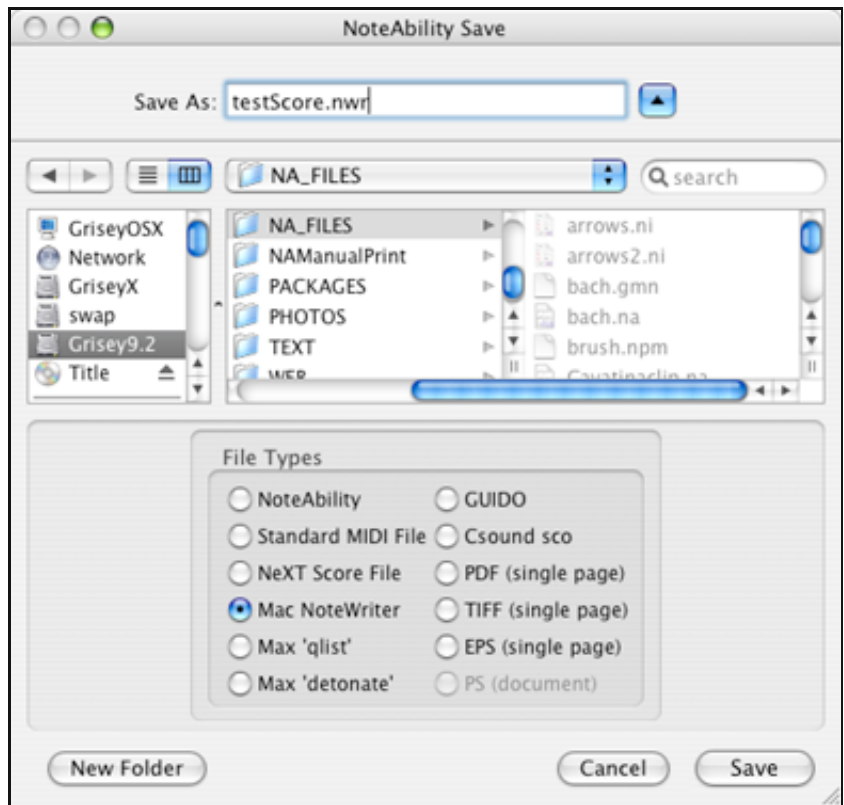 NoteAbility Save
Save As: testScore.nwr
NA_FILES
search
GriseyOSX
Network
GriseyX
swap
Grisey9.2
Title
NA_FILES
NAManualPrint
PACKAGES
PHOTOS
TEXT
WEB
arrows.ni
arrows2.ni
bach.gmn
bach.na
brush.npm
Cavatinaclip.na
File Types
NoteAbility
Standard MIDI File
NeXT Score File
Mac NoteWriter
Max 'qlist'
Max 'detonate'
GUIDO
Csound sco
PDF (single page)
TIFF (single page)
EPS (single page)
PS (document)
New Folder
Cancel
Save